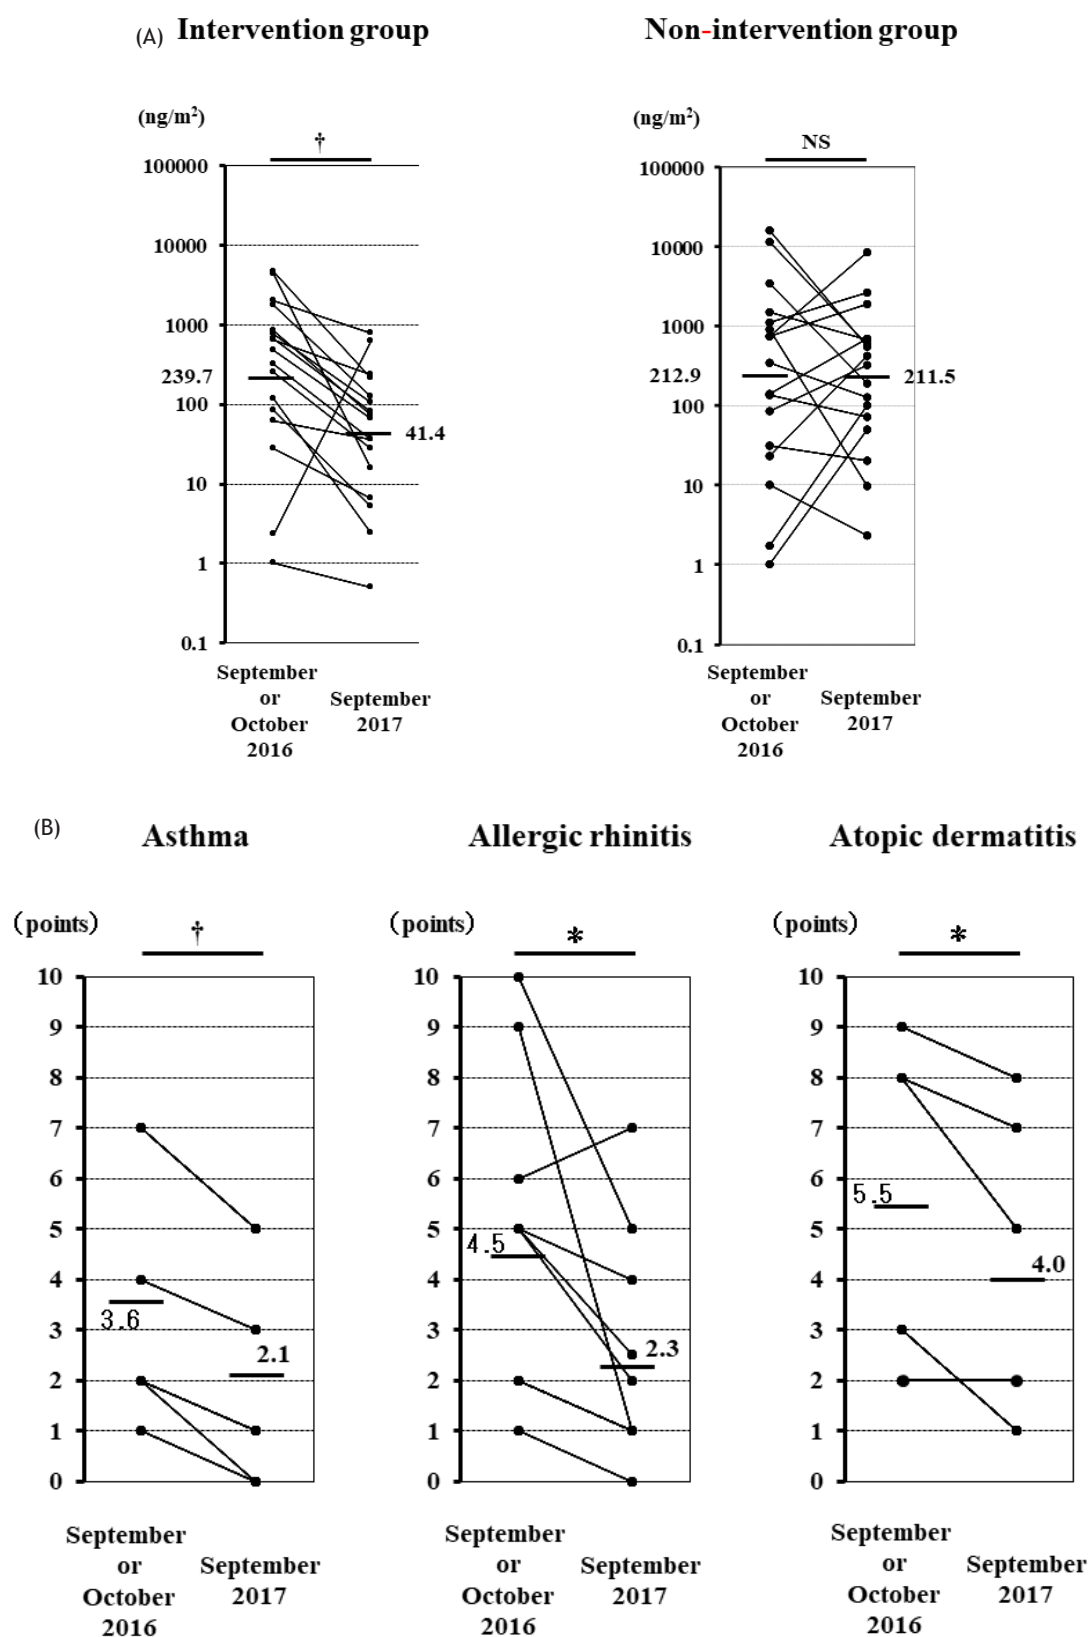 (A) Intervention group
Non-intervention group
(ng/m²)
†
100000
10000
1000
239.7
100
41.4
10
1
0.1
September
or
October
2016
September
2017
(ng/m²)
NS
100000
10000
1000
212.9
211.5
100
10
1
0.1
September
or
October
2016
September
2017
(B)
Asthma
(points)
†
10
9
8
7
6
5
4
3.6
3
2.1
2
1
0
September
or
October
2016
September
2017
Allergic rhinitis
(points)
*
10
9
8
7
6
5
4.5
4
3
2.3
2
1
0
September
or
October
2016
September
2017
Atopic dermatitis
(points)
*
10
9
8
7
6
5.5
5
4.0
4
3
2
1
0
September
or
October
2016
September
2017